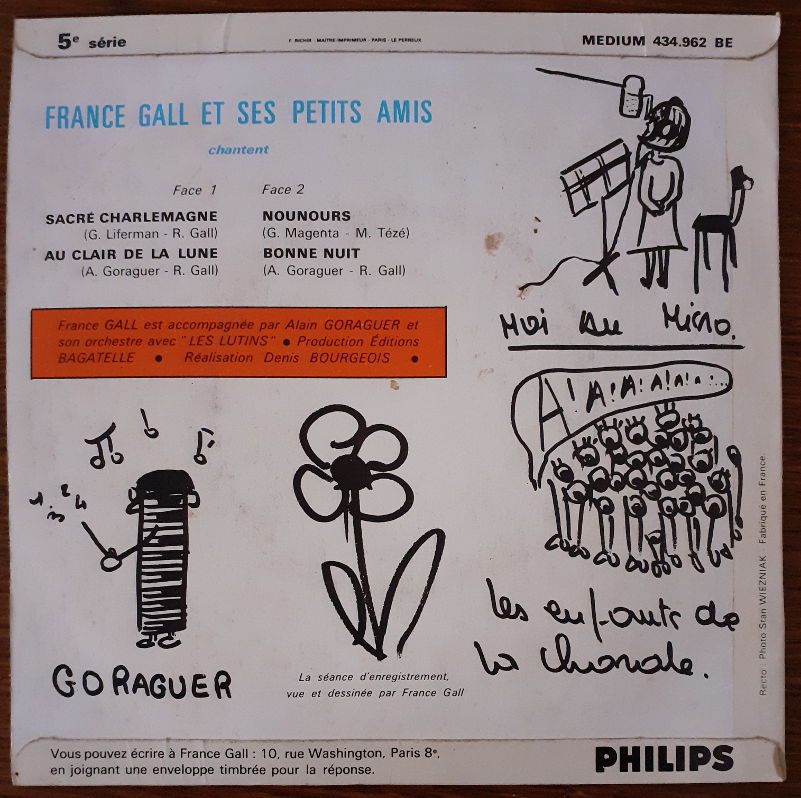 5e série
F. RICHIR - MAITRE-IMPRIMEUR - PARIS - LE PERREUX
MEDIUM 434.962 BE
FRANCE GALL ET SES PETITS AMIS
chantent
Face 1
SACRÉ CHARLEMAGNE
(G. Liferman - R. Gall)
AU CLAIR DE LA LUNE
(A. Goraguer - R. Gall)
Face 2
NOUNOURS
(G. Magenta - M. Tézé)
BONNE NUIT
(A. Goraguer - R. Gall)
France GALL est accompagnée par Alain GORAGUER et
son orchestre avec "LES LUTINS" ● Production Éditions
BAGATELLE ● Réalisation Denis BOURGEOIS ●
Moi au Micro.
A! A! A! A! a! a...
1 2 3 4
GORAGUER
La séance d'enregistrement,
vue et dessinée par France Gall
les enfants de
la chorale.
Recto : Photo Stan WIEZNIAK Fabriqué en France
Vous pouvez écrire à France Gall : 10, rue Washington, Paris 8e,
en joignant une enveloppe timbrée pour la réponse.
PHILIPS